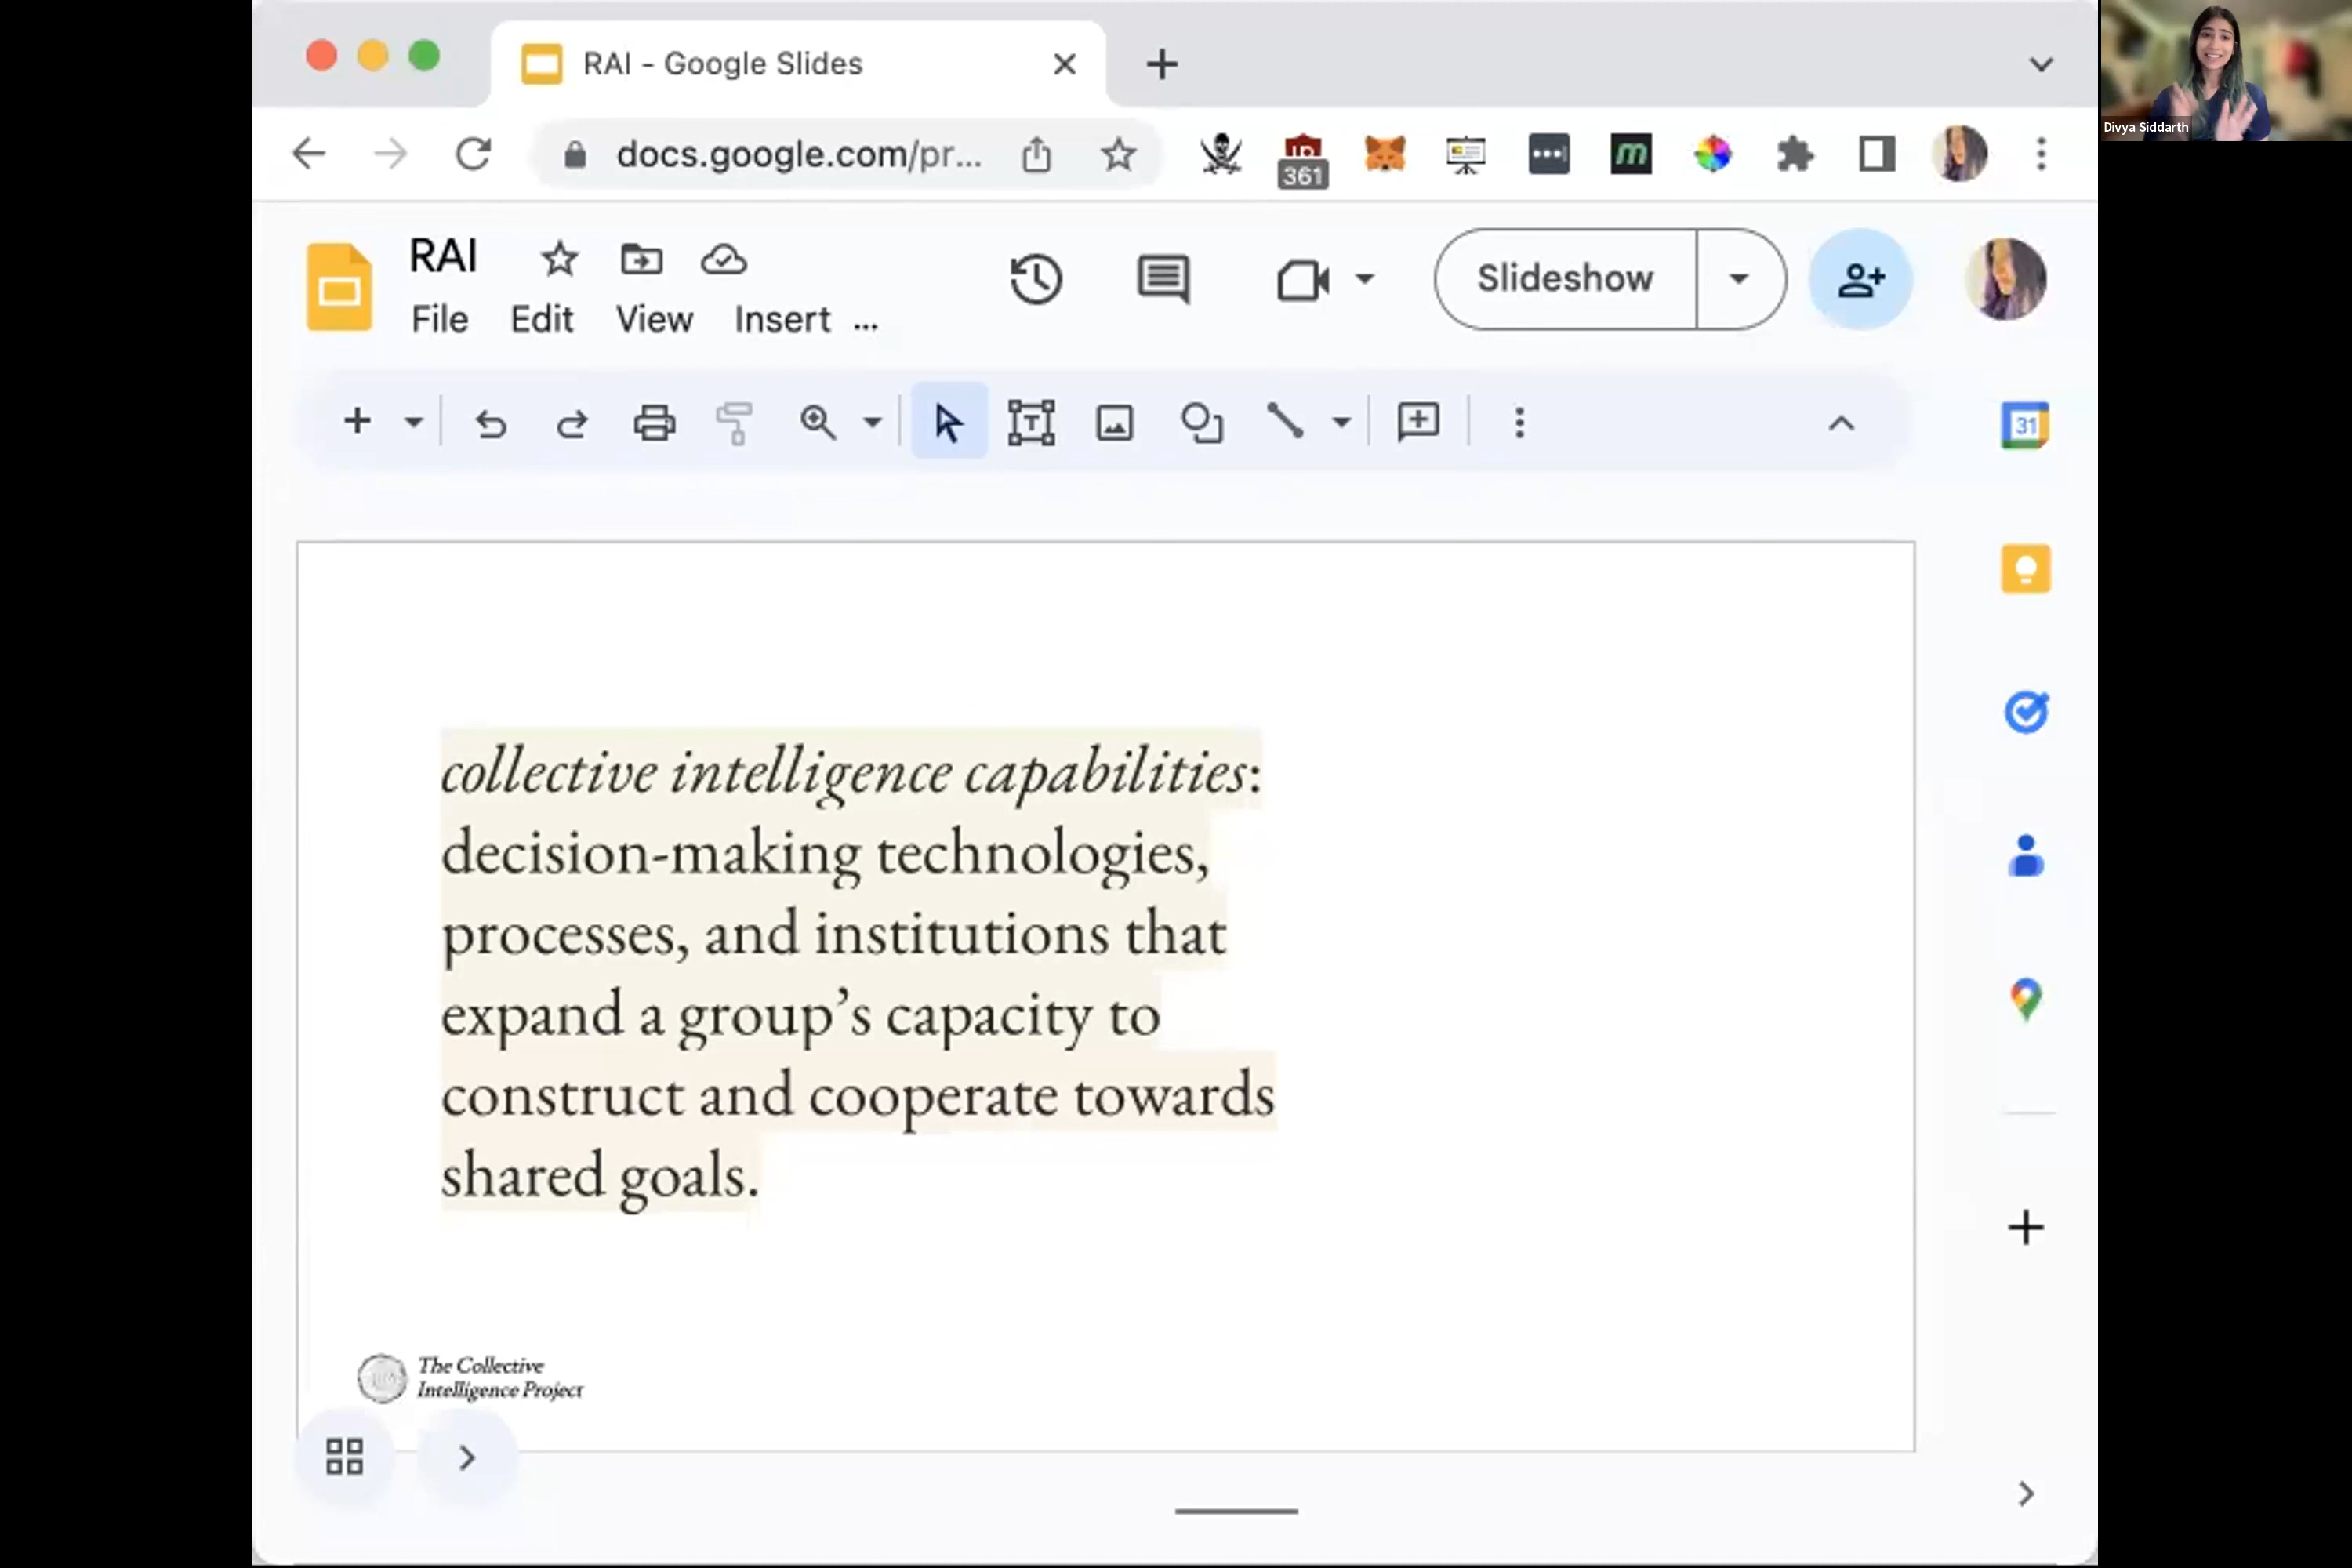 RAI - Google Slides
docs.google.com/pr...
361
Divya Siddarth
RAI
File Edit View Insert ...
Slideshow
31
collective intelligence capabilities:
decision-making technologies,
processes, and institutions that
expand a group’s capacity to
construct and cooperate towards
shared goals.
The Collective
Intelligence Project